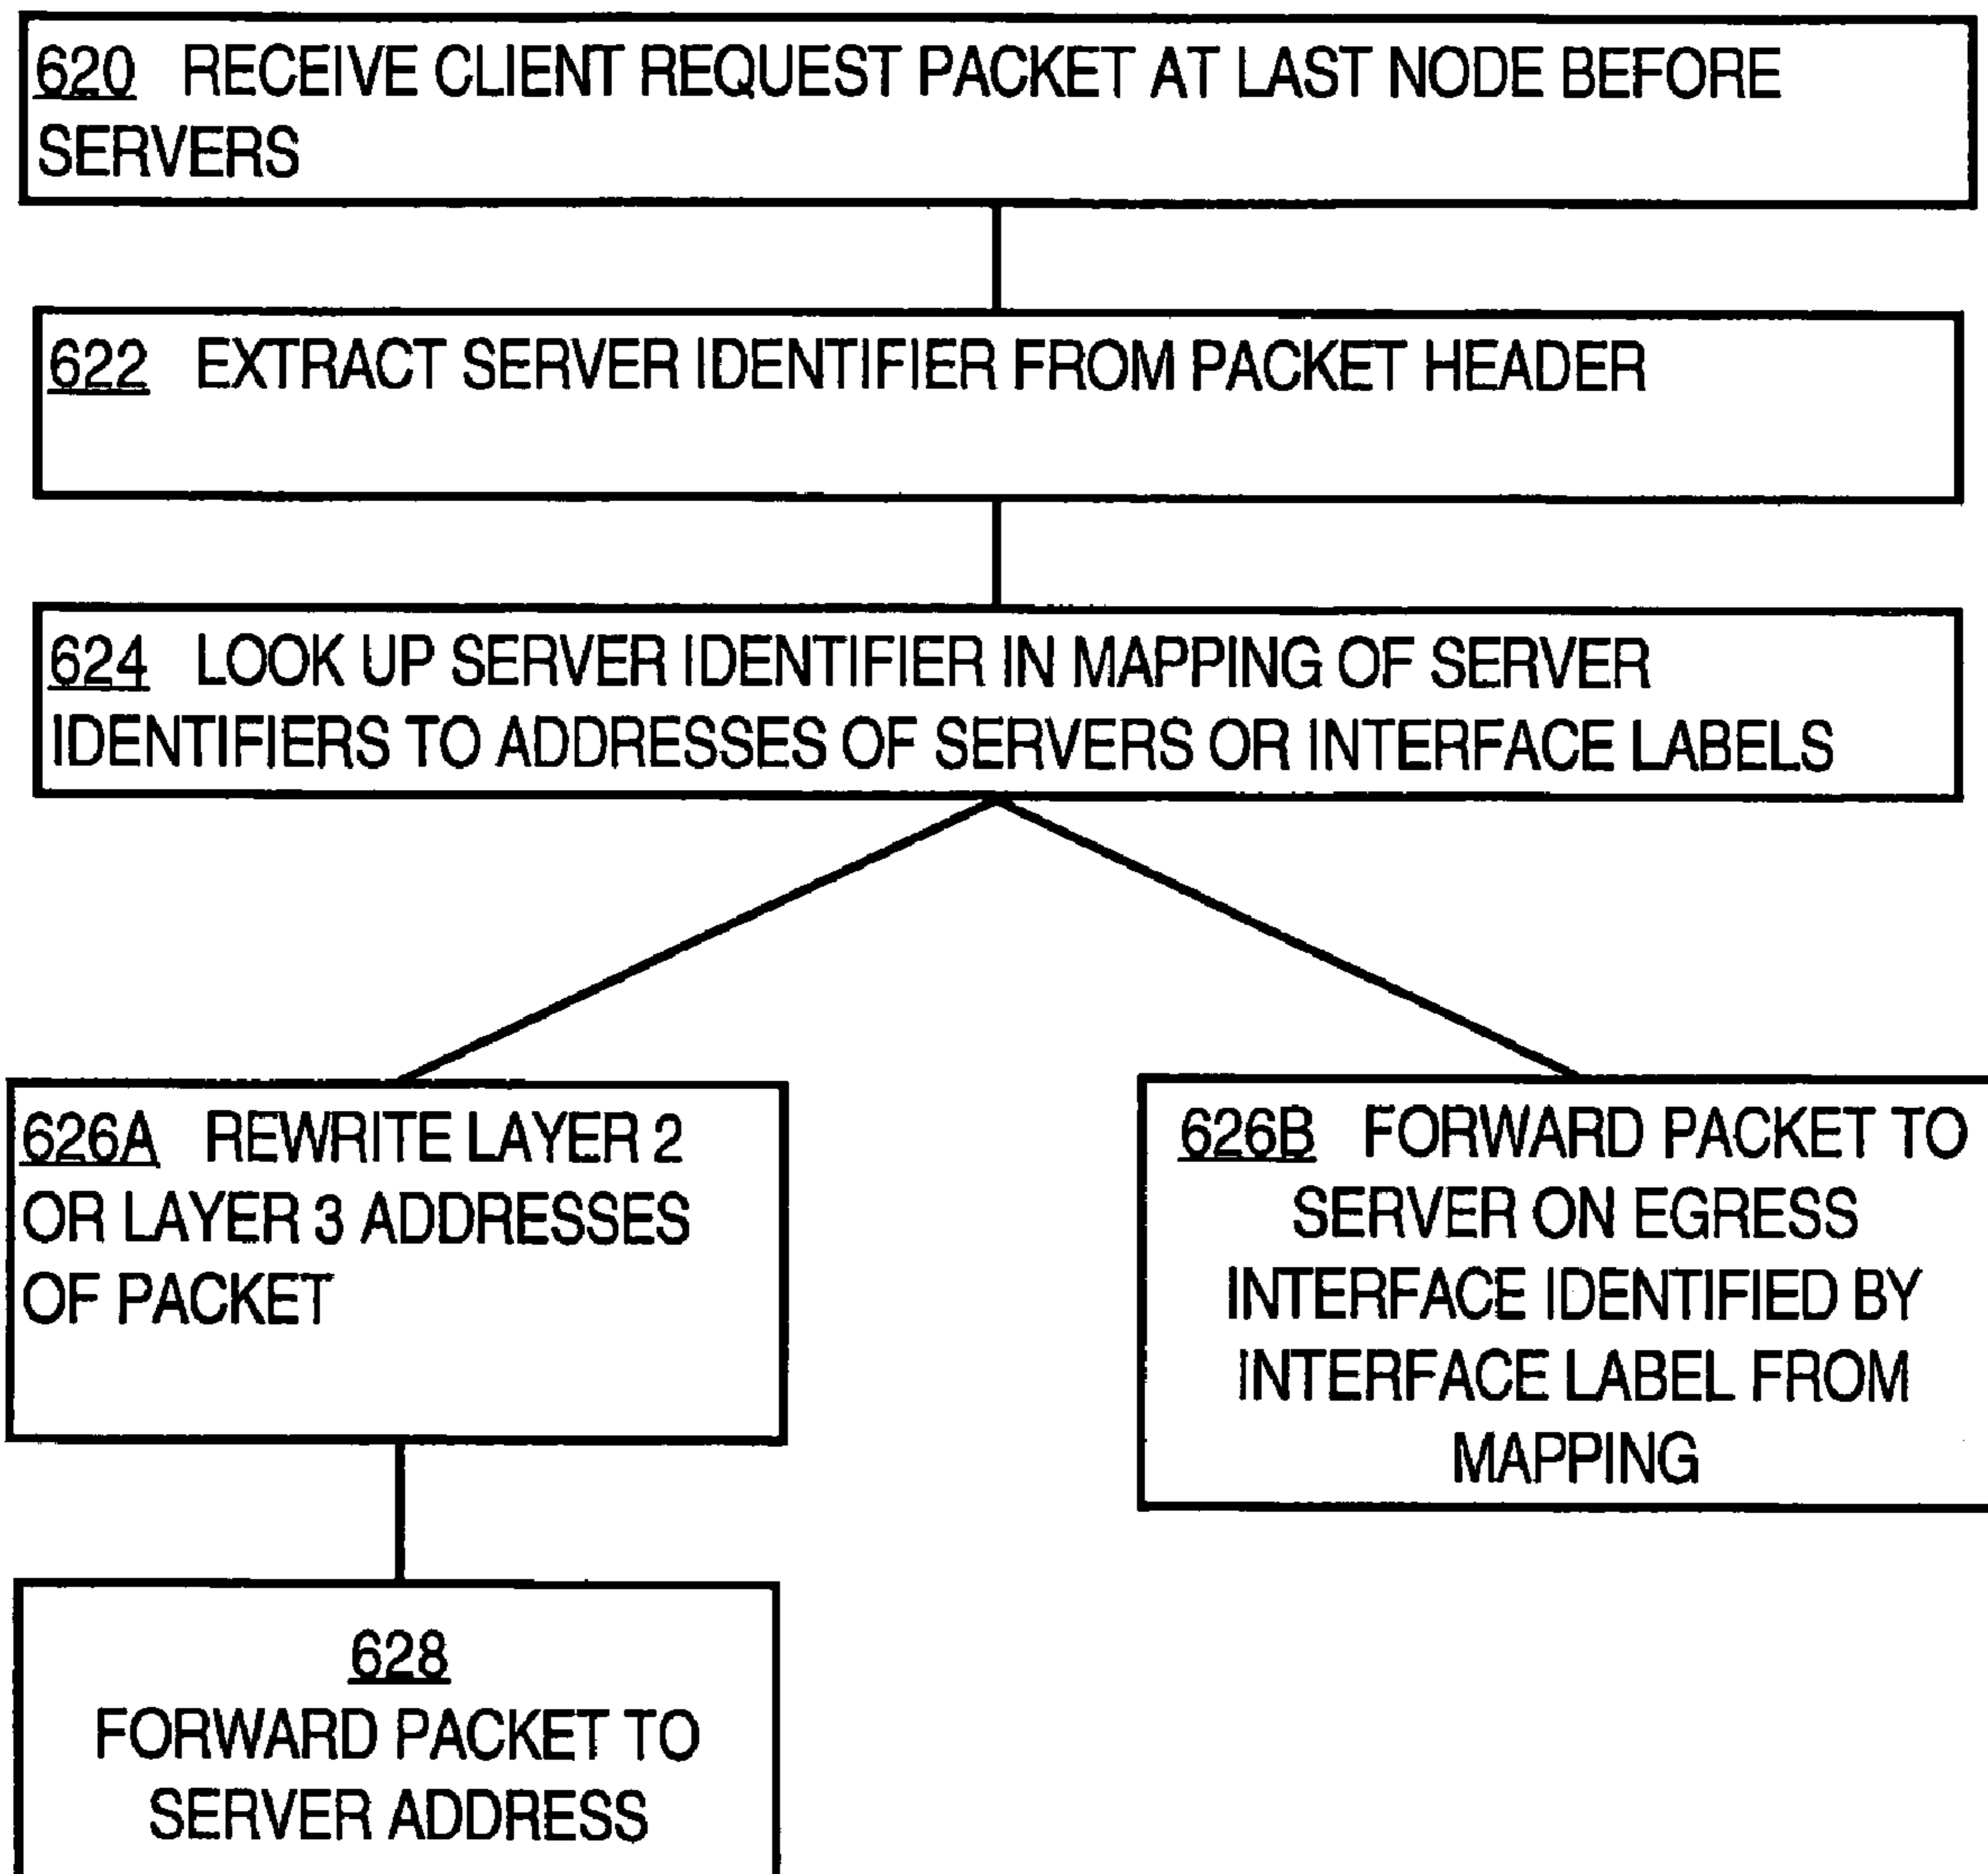 620 RECEIVE CLIENT REQUEST PACKET AT LAST NODE BEFORE
SERVERS
622 EXTRACT SERVER IDENTIFIER FROM PACKET HEADER
624 LOOK UP SERVER IDENTIFIER IN MAPPING OF SERVER
IDENTIFIERS TO ADDRESSES OF SERVERS OR INTERFACE LABELS
626A REWRITE LAYER 2
OR LAYER 3 ADDRESSES
OF PACKET
626B FORWARD PACKET TO
SERVER ON EGRESS
INTERFACE IDENTIFIED BY
INTERFACE LABEL FROM
MAPPING
628
FORWARD PACKET TO
SERVER ADDRESS